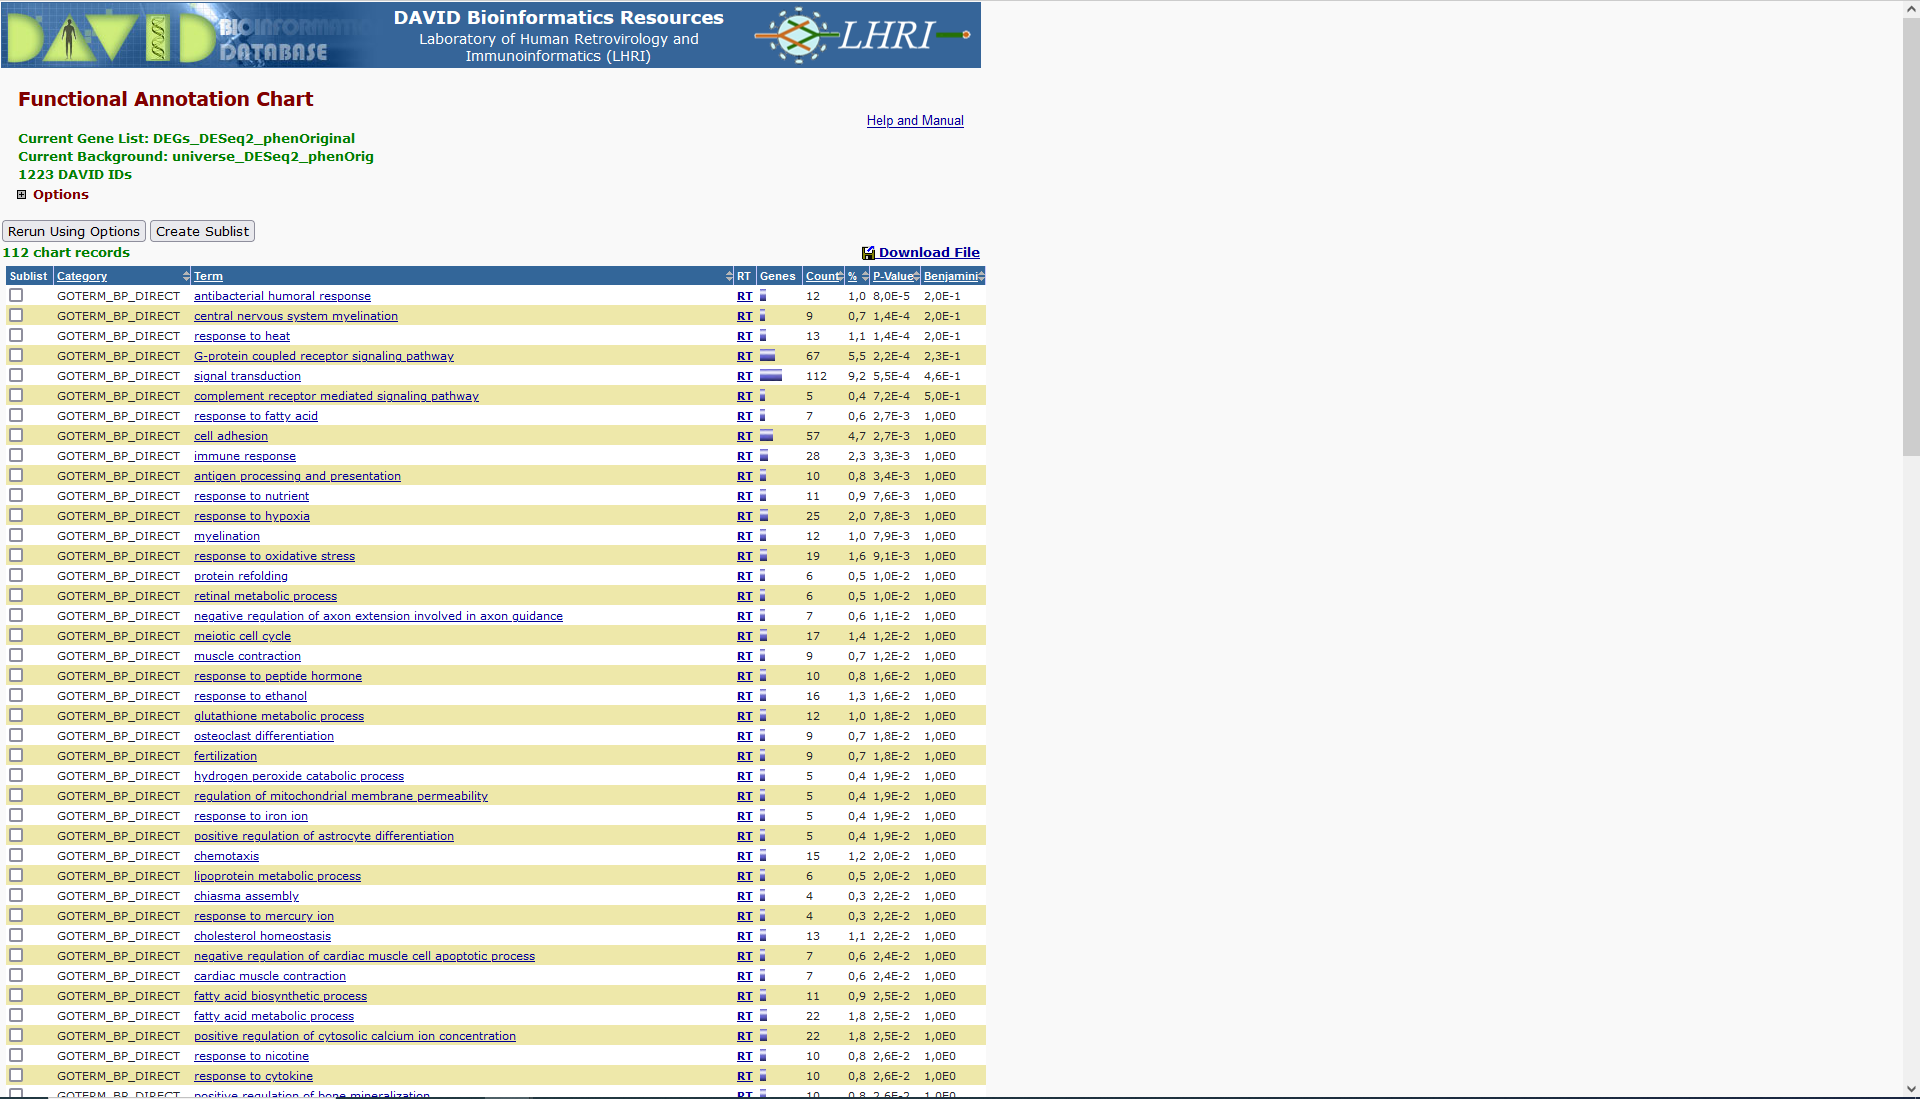 DAVID BIOINFORMATICS
DATABASE
DAVID Bioinformatics Resources
Laboratory of Human Retrovirology and
Immunoinformatics (LHRI)
LHRI
Functional Annotation Chart
Help and Manual
Current Gene List: DEGs_DESeq2_phenOriginal
Current Background: universe_DESeq2_phenOrig
1223 DAVID IDs
Options
Rerun Using Options Create Sublist
112 chart records Download File
Sublist Category Term RT Genes Count % P-Value Benjamini
GOTERM_BP_DIRECT antibacterial humoral response RT 12 1,0 8,0E-5 2,0E-1
GOTERM_BP_DIRECT central nervous system myelination RT 9 0,7 1,4E-4 2,0E-1
GOTERM_BP_DIRECT response to heat RT 13 1,1 1,4E-4 2,0E-1
GOTERM_BP_DIRECT G-protein coupled receptor signaling pathway RT 67 5,5 2,2E-4 2,3E-1
GOTERM_BP_DIRECT signal transduction RT 112 9,2 5,5E-4 4,6E-1
GOTERM_BP_DIRECT complement receptor mediated signaling pathway RT 5 0,4 7,2E-4 5,0E-1
GOTERM_BP_DIRECT response to fatty acid RT 7 0,6 2,7E-3 1,0E0
GOTERM_BP_DIRECT cell adhesion RT 57 4,7 2,7E-3 1,0E0
GOTERM_BP_DIRECT immune response RT 28 2,3 3,3E-3 1,0E0
GOTERM_BP_DIRECT antigen processing and presentation RT 10 0,8 3,4E-3 1,0E0
GOTERM_BP_DIRECT response to nutrient RT 11 0,9 7,6E-3 1,0E0
GOTERM_BP_DIRECT response to hypoxia RT 25 2,0 7,8E-3 1,0E0
GOTERM_BP_DIRECT myelination RT 12 1,0 7,9E-3 1,0E0
GOTERM_BP_DIRECT response to oxidative stress RT 19 1,6 9,1E-3 1,0E0
GOTERM_BP_DIRECT protein refolding RT 6 0,5 1,0E-2 1,0E0
GOTERM_BP_DIRECT retinal metabolic process RT 6 0,5 1,0E-2 1,0E0
GOTERM_BP_DIRECT negative regulation of axon extension involved in axon guidance RT 7 0,6 1,1E-2 1,0E0
GOTERM_BP_DIRECT meiotic cell cycle RT 17 1,4 1,2E-2 1,0E0
GOTERM_BP_DIRECT muscle contraction RT 9 0,7 1,2E-2 1,0E0
GOTERM_BP_DIRECT response to peptide hormone RT 10 0,8 1,6E-2 1,0E0
GOTERM_BP_DIRECT response to ethanol RT 16 1,3 1,6E-2 1,0E0
GOTERM_BP_DIRECT glutathione metabolic process RT 12 1,0 1,8E-2 1,0E0
GOTERM_BP_DIRECT osteoclast differentiation RT 9 0,7 1,8E-2 1,0E0
GOTERM_BP_DIRECT fertilization RT 9 0,7 1,8E-2 1,0E0
GOTERM_BP_DIRECT hydrogen peroxide catabolic process RT 5 0,4 1,9E-2 1,0E0
GOTERM_BP_DIRECT regulation of mitochondrial membrane permeability RT 5 0,4 1,9E-2 1,0E0
GOTERM_BP_DIRECT response to iron ion RT 5 0,4 1,9E-2 1,0E0
GOTERM_BP_DIRECT positive regulation of astrocyte differentiation RT 5 0,4 1,9E-2 1,0E0
GOTERM_BP_DIRECT chemotaxis RT 15 1,2 2,0E-2 1,0E0
GOTERM_BP_DIRECT lipoprotein metabolic process RT 6 0,5 2,0E-2 1,0E0
GOTERM_BP_DIRECT chiasma assembly RT 4 0,3 2,2E-2 1,0E0
GOTERM_BP_DIRECT response to mercury ion RT 4 0,3 2,2E-2 1,0E0
GOTERM_BP_DIRECT cholesterol homeostasis RT 13 1,1 2,2E-2 1,0E0
GOTERM_BP_DIRECT negative regulation of cardiac muscle cell apoptotic process RT 7 0,6 2,4E-2 1,0E0
GOTERM_BP_DIRECT cardiac muscle contraction RT 7 0,6 2,4E-2 1,0E0
GOTERM_BP_DIRECT fatty acid biosynthetic process RT 11 0,9 2,5E-2 1,0E0
GOTERM_BP_DIRECT fatty acid metabolic process RT 22 1,8 2,5E-2 1,0E0
GOTERM_BP_DIRECT positive regulation of cytosolic calcium ion concentration RT 22 1,8 2,5E-2 1,0E0
GOTERM_BP_DIRECT response to nicotine RT 10 0,8 2,6E-2 1,0E0
GOTERM_BP_DIRECT response to cytokine RT 10 0,8 2,6E-2 1,0E0
GOTERM_BP_DIRECT positive regulation of bone mineralization RT 10 0,8 2,6E-2 1,0E0